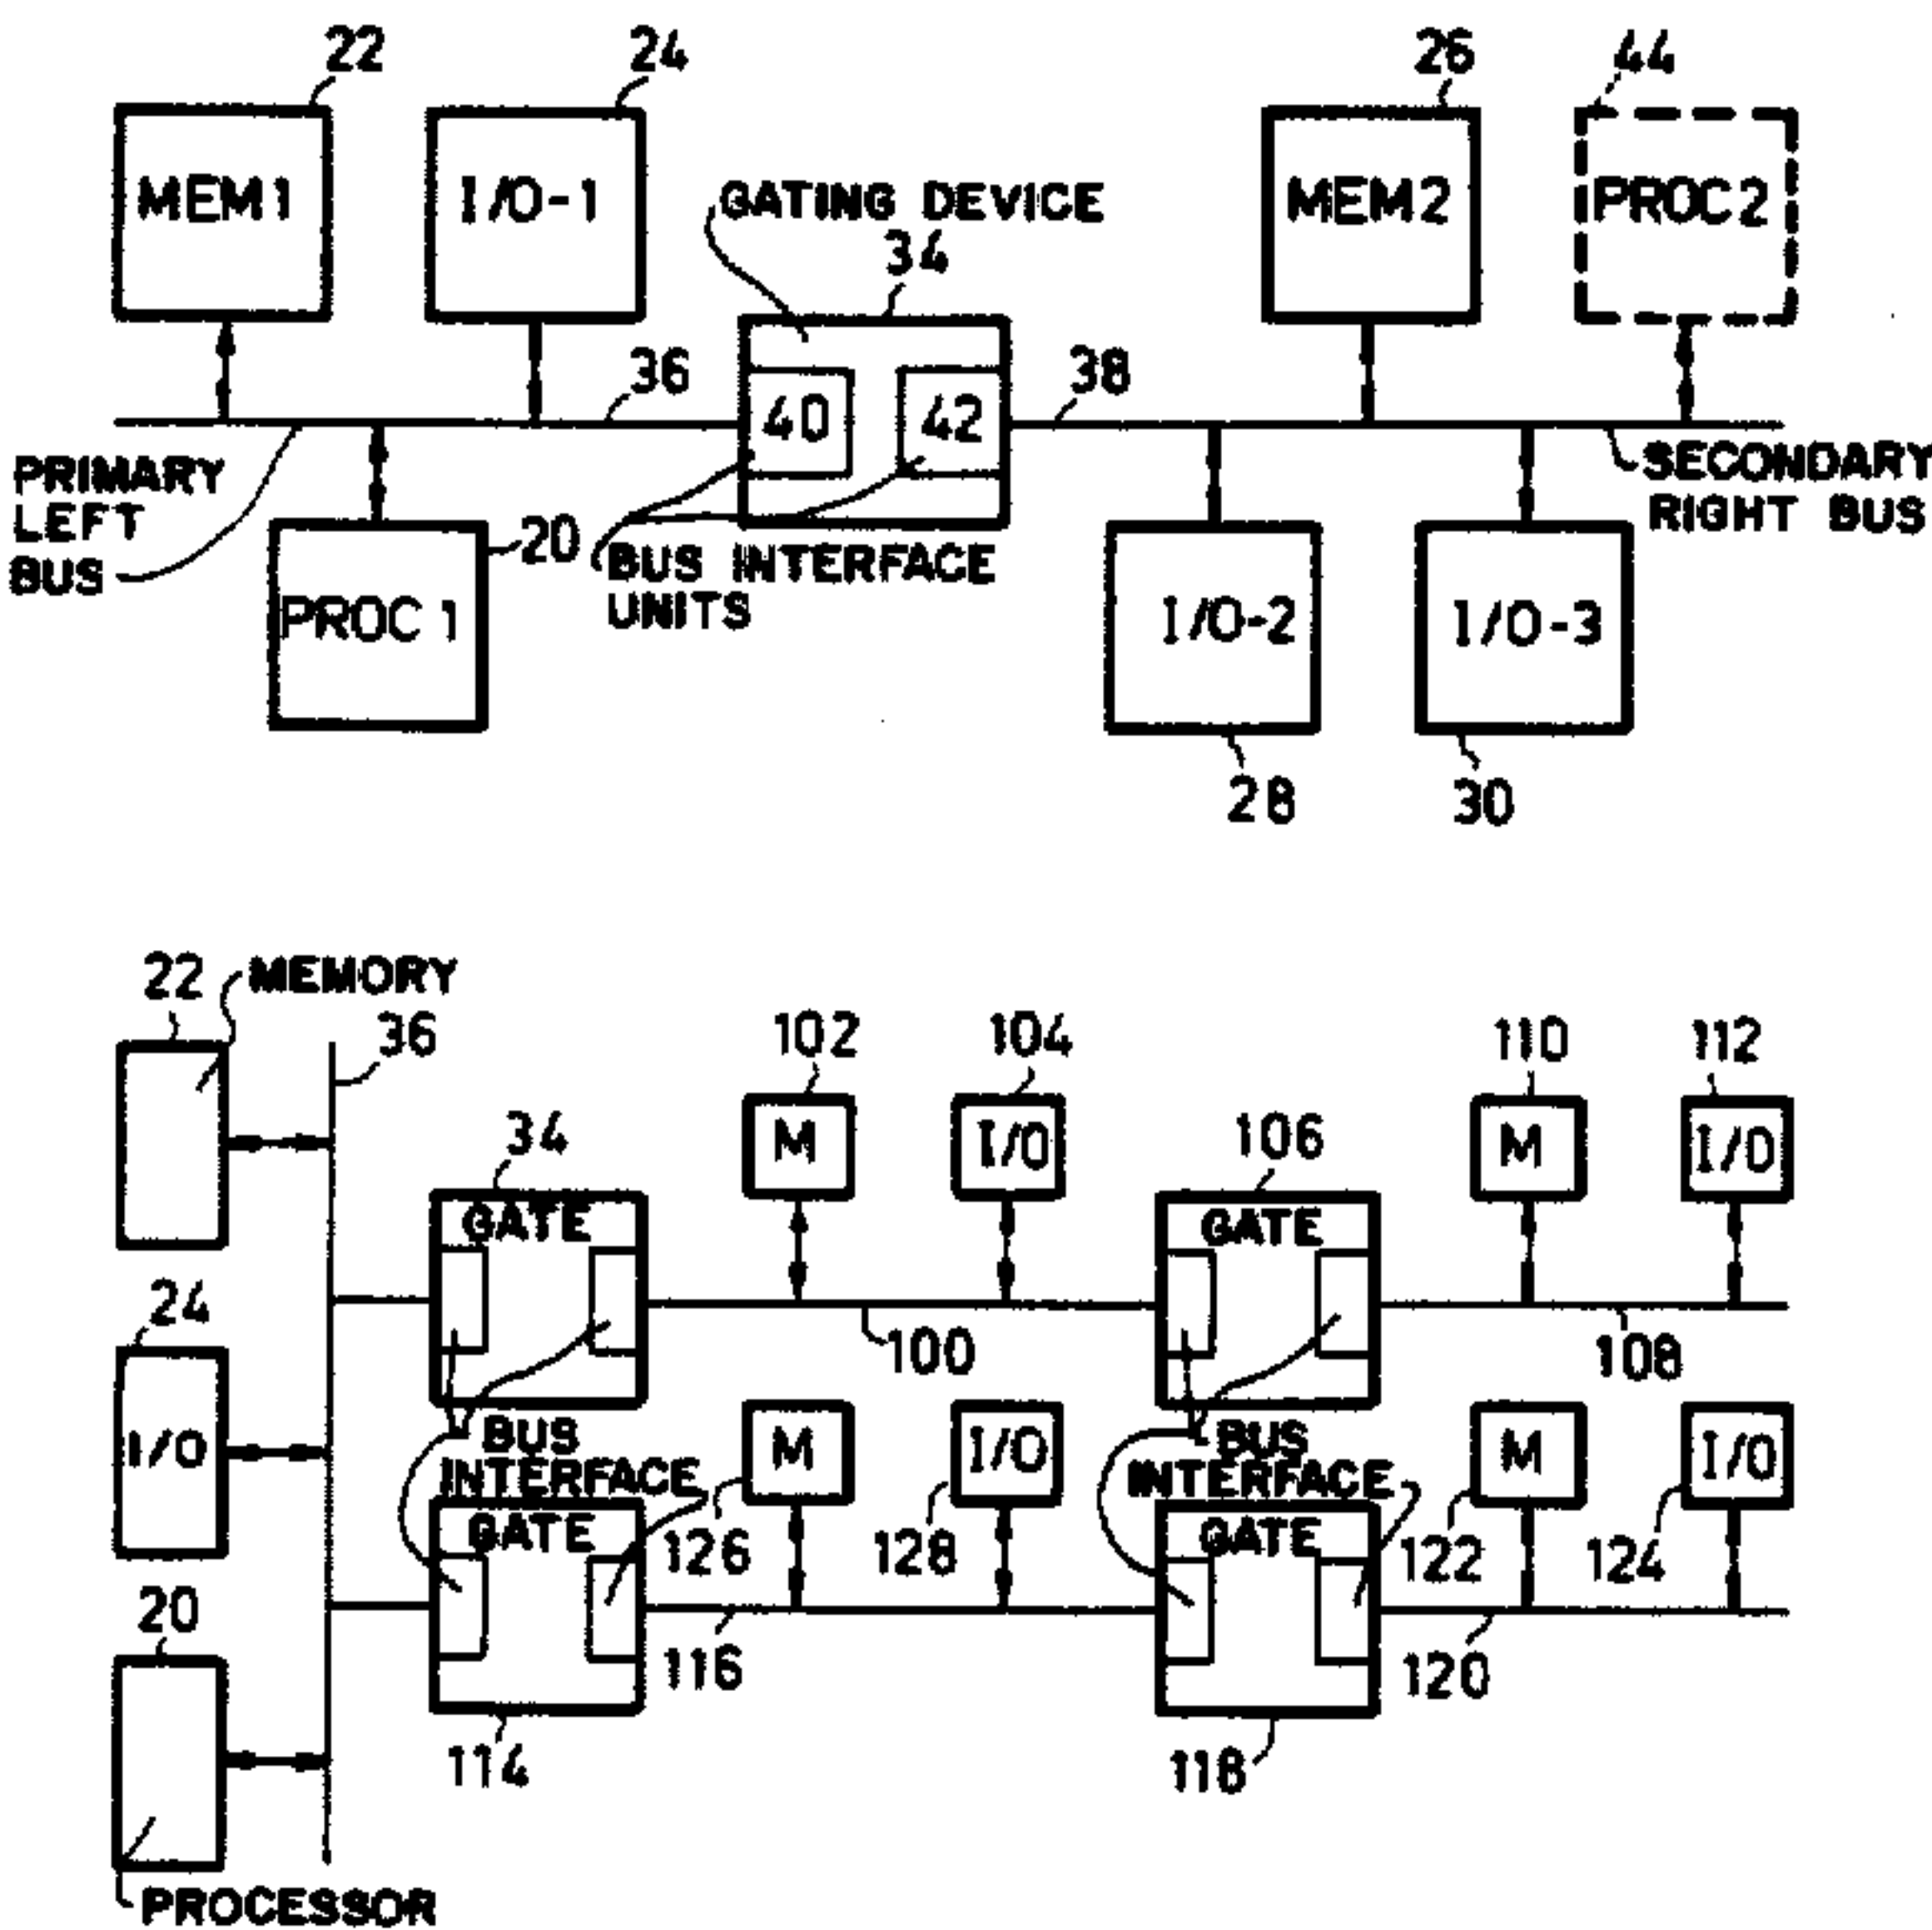 22
24
26
44
MEM1
I/O-1
GATING DEVICE
34
MEM2
PROC2
36
40
42
38
PRIMARY
LEFT
BUS
SECONDARY
RIGHT BUS
20
BUS INTERFACE
UNITS
PROC1
I/O-2
I/O-3
28
30
22
MEMORY
36
102
104
110
112
34
M
I/O
106
M
I/O
GATE
GATE
24
100
108
I/O
BUS
INTERFACE
M
I/O
BUS
INTERFACE
M
I/O
GATE
126
128
GATE
122
124
20
116
120
114
118
PROCESSOR